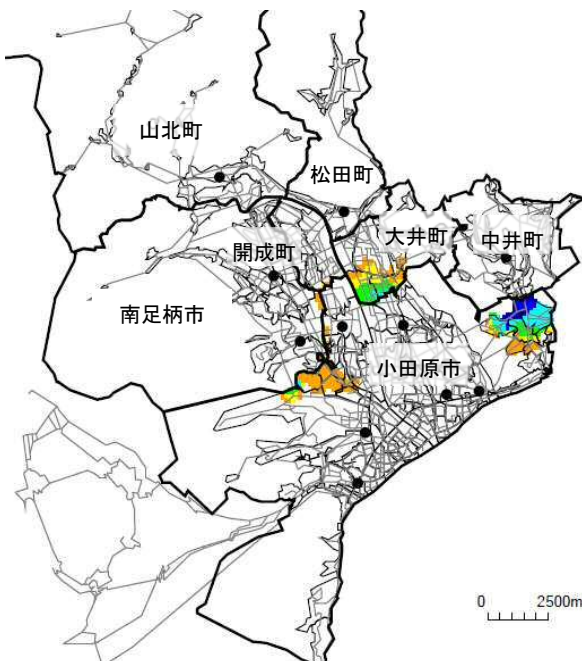 山北町
松田町
大井町
中井町
開成町
南足柄市
小田原市
0 2500m